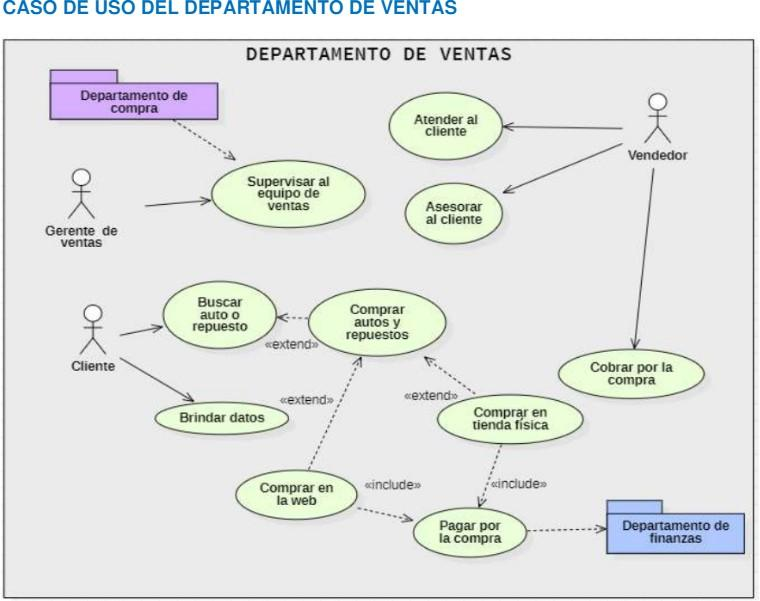 CASO DE USO DEL DEPARTAMENTO DE VENTAS
DEPARTAMENTO DE VENTAS
Departamento de
compra
Atender al
cliente
Vendedor
Supervisar al
equipo de
ventas
Asesorar
al cliente
Gerente de
ventas
Buscar
auto o
repuesto
Comprar
autos y
repuestos
«extend»
Cliente
Cobrar por la
compra
«extend»
«extend»
Brindar datos
Comprar en
tienda física
Comprar en
la web
«include»
«include»
Pagar por
la compra
Departamento de
finanzas